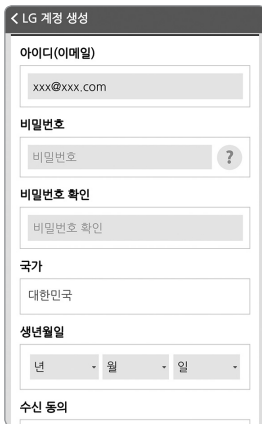 < LG 계정 생성
아이디(이메일)
xxx@xxx.com
비밀번호
비밀번호 ?
비밀번호 확인
비밀번호 확인
국가
대한민국
생년월일
년 월 일
수신 동의